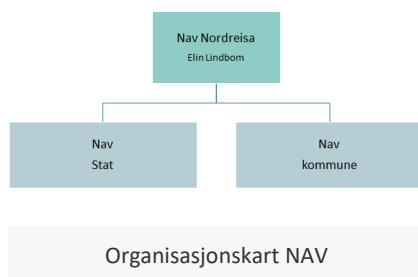 Nav Nordreisa
Elin Lindbom
Nav
Stat
Nav
kommune
Organisasjonskart NAV